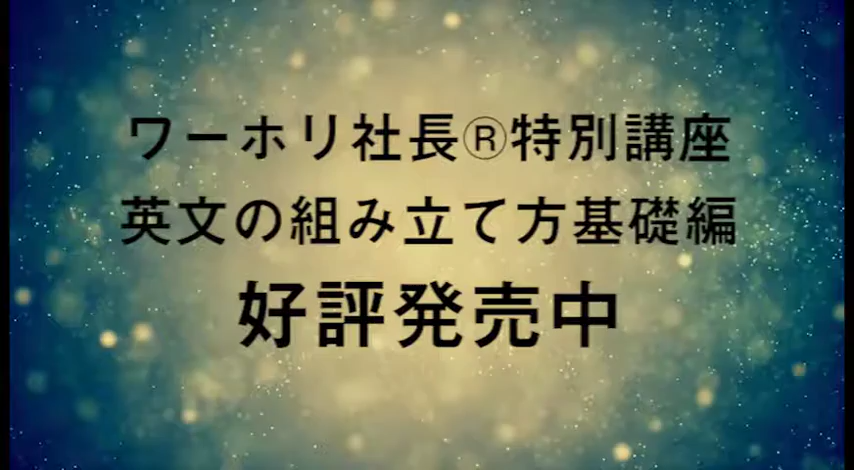 ワーホリ社長®特別講座
英文の組み立て方基礎編
好評発売中